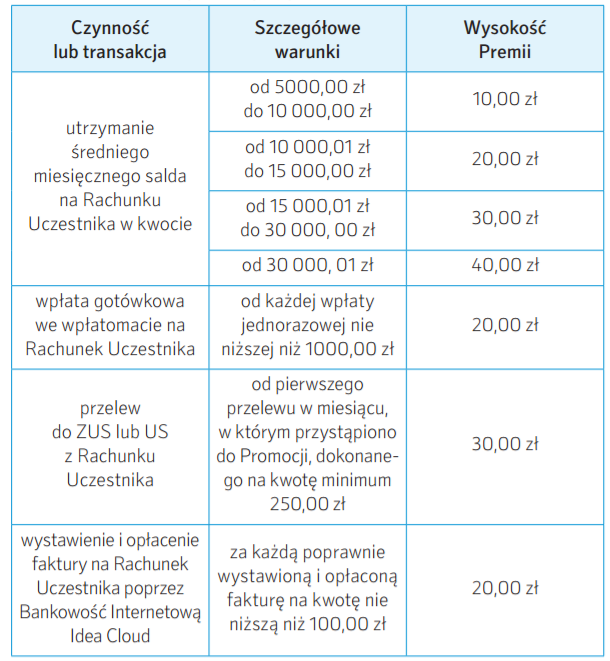 Czynność
lub transakcja
Szczegółowe
warunki
Wysokość
Premii
utrzymanie
średniego
miesięcznego salda
na Rachunku
Uczestnika w kwocie
od 5000,00 zł
do 10 000,00 zł
10,00 zł
od 10 000,01 zł
do 15 000,00 zł
20,00 zł
od 15 000,01 zł
do 30 000, 00 zł
30,00 zł
od 30 000, 01 zł
40,00 zł
wpłata gotówkowa
we wpłatomacie na
Rachunek Uczestnika
od każdej wpłaty
jednorazowej nie
niższej niż 1000,00 zł
20,00 zł
przelew
do ZUS lub US
z Rachunku
Uczestnika
od pierwszego
przelewu w miesiącu,
w którym przystąpiono
do Promocji, dokonane-
go na kwotę minimum
250,00 zł
30,00 zł
wystawienie i opłacenie
faktury na Rachunek
Uczestnika poprzez
Bankowość Internetową
Idea Cloud
za każdą poprawnie
wystawioną i opłaconą
fakturę na kwotę nie
niższą niż 100,00 zł
20,00 zł